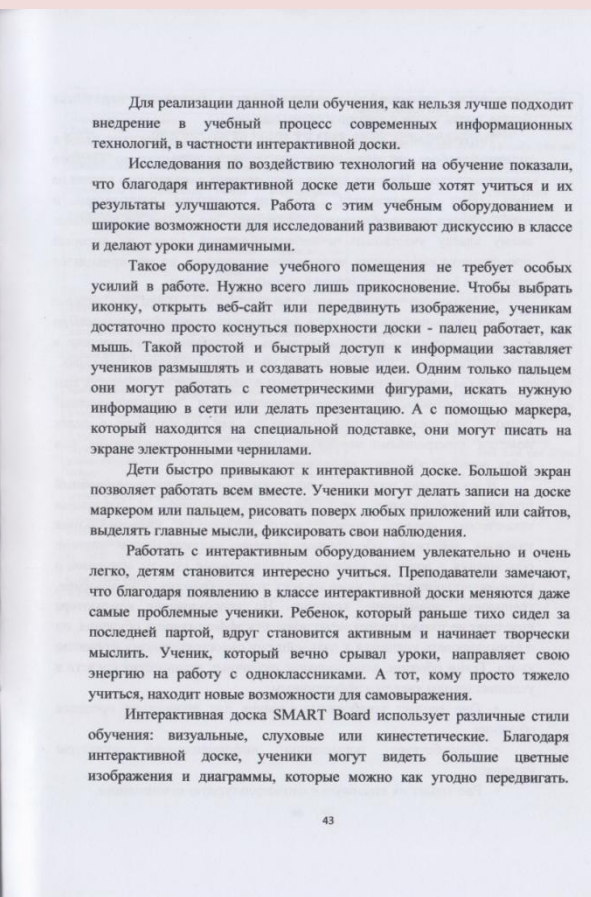 Для реализации данной цели обучения, как нельзя лучше подходит
внедрение в учебный процесс современных информационных
технологий, в частности интерактивной доски.
Исследования по воздействию технологий на обучение показали,
что благодаря интерактивной доске дети больше хотят учиться и их
результаты улучшаются. Работа с этим учебным оборудованием и
широкие возможности для исследований развивают дискуссию в классе
и делают уроки динамичными.
Такое оборудование учебного помещения не требует особых
усилий в работе. Нужно всего лишь прикосновение. Чтобы выбрать
иконку, открыть веб-сайт или передвинуть изображение, ученикам
достаточно просто коснуться поверхности доски - палец работает, как
мышь. Такой простой и быстрый доступ к информации заставляет
учеников размышлять и создавать новые идеи. Одним только пальцем
они могут работать с геометрическими фигурами, искать нужную
информацию в сети или делать презентацию. А с помощью маркера,
который находится на специальной подставке, они могут писать на
экране электронными чернилами.
Дети быстро привыкают к интерактивной доске. Большой экран
позволяет работать всем вместе. Ученики могут делать записи на доске
маркером или пальцем, рисовать поверх любых приложений или сайтов,
выделять главные мысли, фиксировать свои наблюдения.
Работать с интерактивным оборудованием увлекательно и очень
легко, детям становится интересно учиться. Преподаватели замечают,
что благодаря появлению в классе интерактивной доски меняются даже
самые проблемные ученики. Ребенок, который раньше тихо сидел за
последней партой, вдруг становится активным и начинает творчески
мыслить. Ученик, который вечно срывал уроки, направляет свою
энергию на работу с одноклассниками. А тот, кому просто тяжело
учиться, находит новые возможности для самовыражения.
Интерактивная доска SMART Board использует различные стили
обучения: визуальные, слуховые или кинестетические. Благодаря
интерактивной доске, ученики могут видеть большие цветные
изображения и диаграммы, которые можно как угодно передвигать.
43